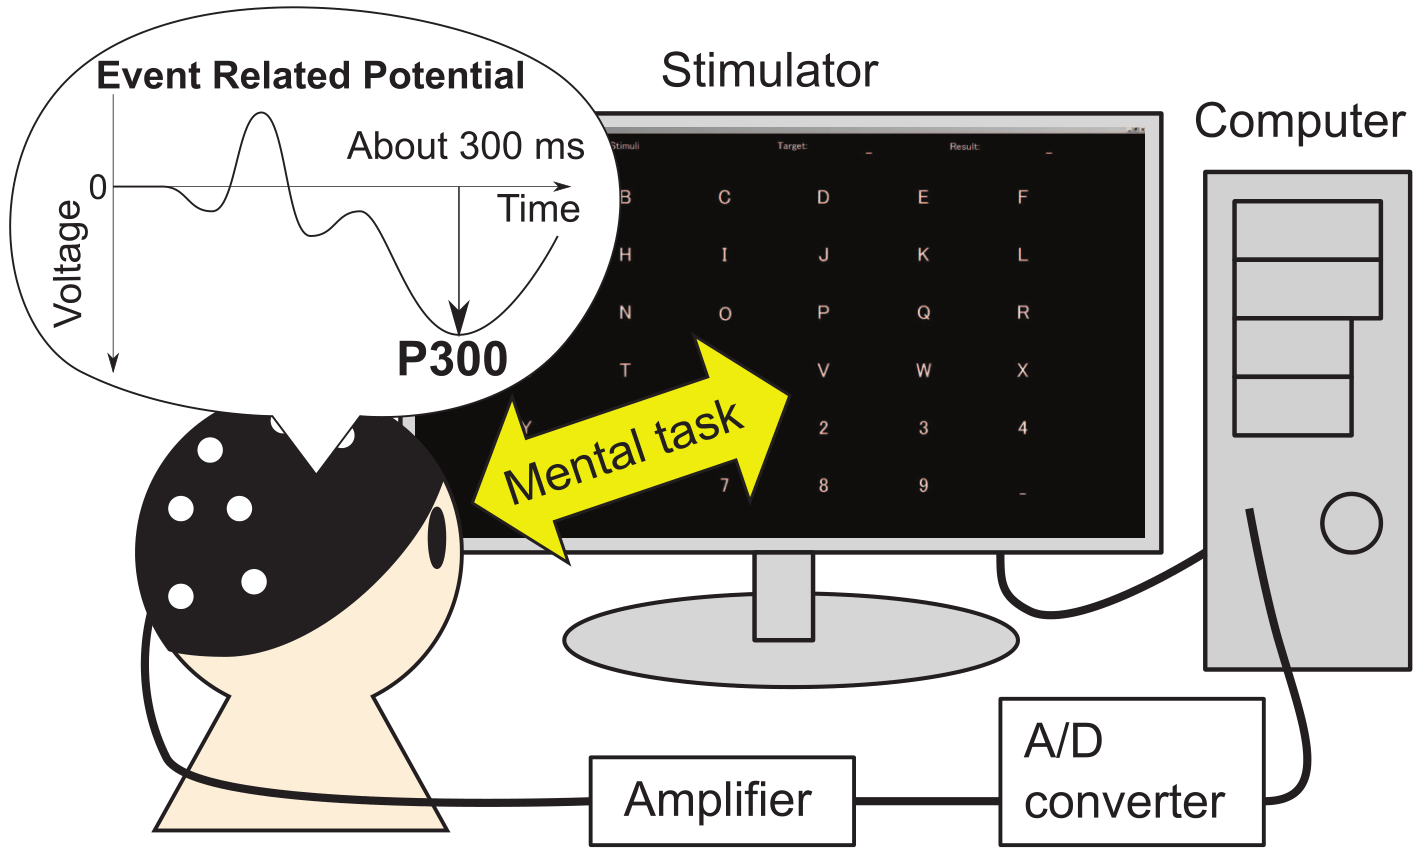 Event Related Potential
About 300 ms
0
Time
Voltage
P300
Stimulator
Computer
Stimuli Target: _ Result: _
B C D E F
H I J K L
N O P Q R
T V W X
Y 2 3 4
7 8 9 _
Mental task
Amplifier
A/D
converter